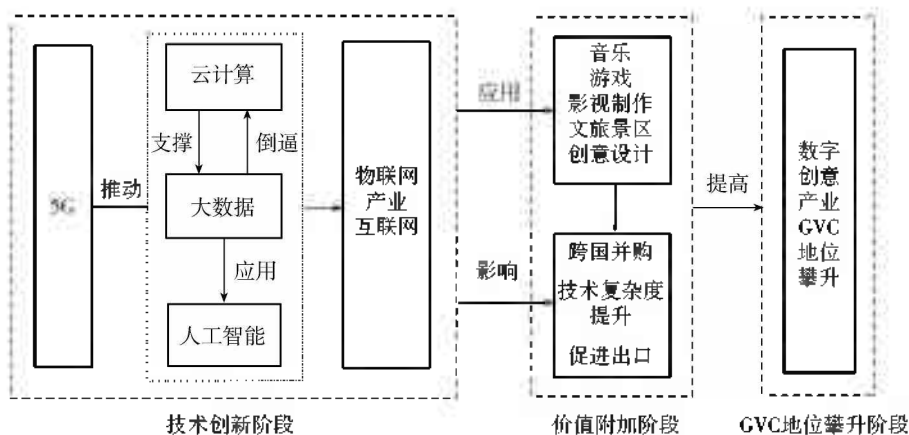 5G
推动
云计算
支撑
倒逼
大数据
应用
人工智能
物联网
产业
互联网
技术创新阶段
应用
影响
音乐
游戏
影视制作
文旅景区
创意设计
跨国并购
技术复杂度
提升
促进出口
价值附加阶段
提高
数字
创意
产业
GVC
地位
攀升
GVC地位攀升阶段